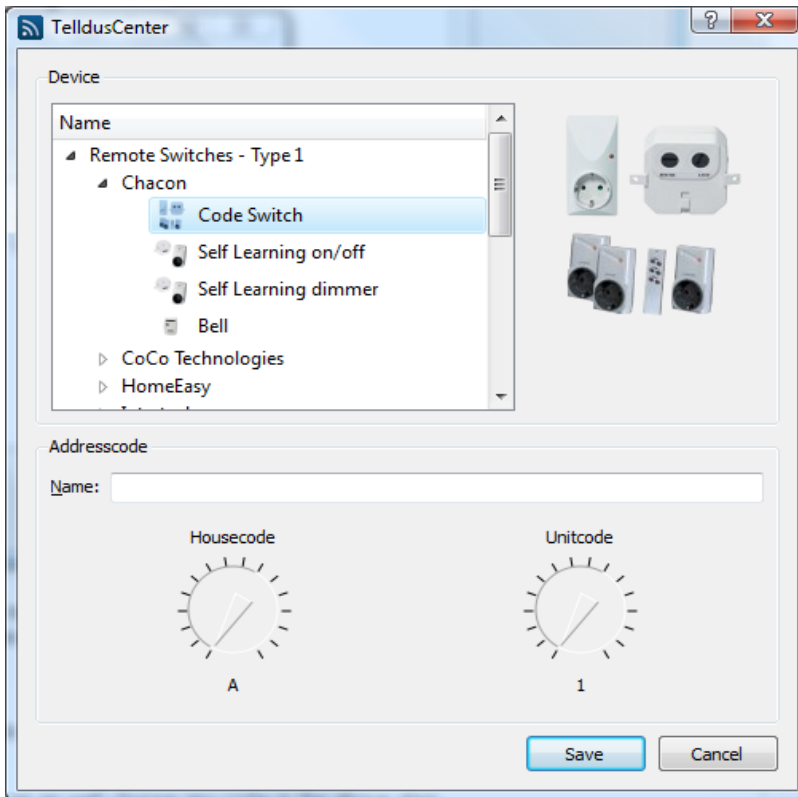 TelldusCenter
Device
Name
Remote Switches - Type 1
Chacon
Code Switch
Self Learning on/off
Self Learning dimmer
Bell
CoCo Technologies
HomeEasy
Addresscode
Name:
Housecode Unitcode
A 1
Save Cancel